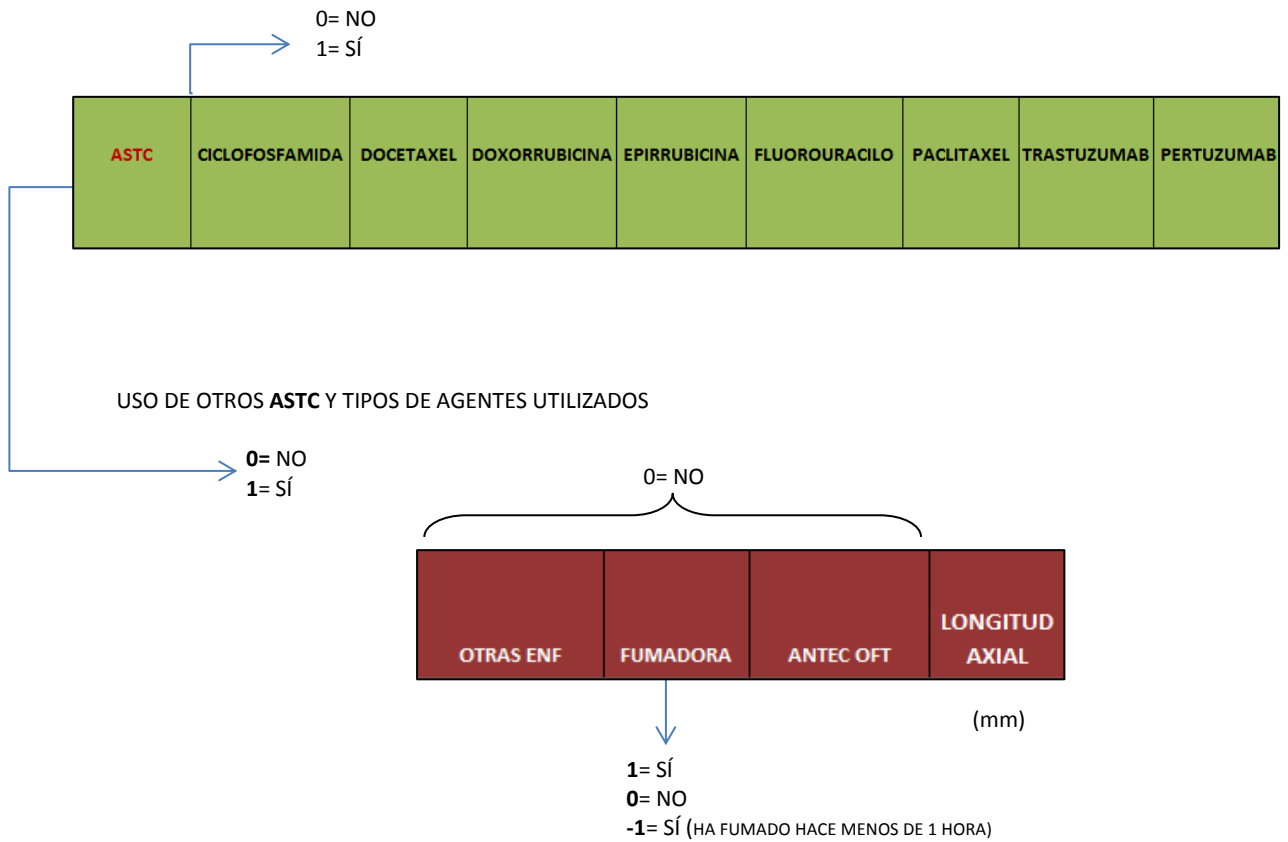 0= NO
1= SÍ
ASTC CICLOFOSFAMIDA DOCETAXEL DOXORRUBICINA EPIRRUBICINA FLUOROURACILO PACLITAXEL TRASTUZUMAB PERTUZUMAB
USO DE OTROS ASTC Y TIPOS DE AGENTES UTILIZADOS
0= NO
1= SÍ
0= NO
OTRAS ENF FUMADORA ANTEC OFT LONGITUD
AXIAL
(mm)
1= SÍ
0= NO
-1= SÍ (HA FUMADO HACE MENOS DE 1 HORA)